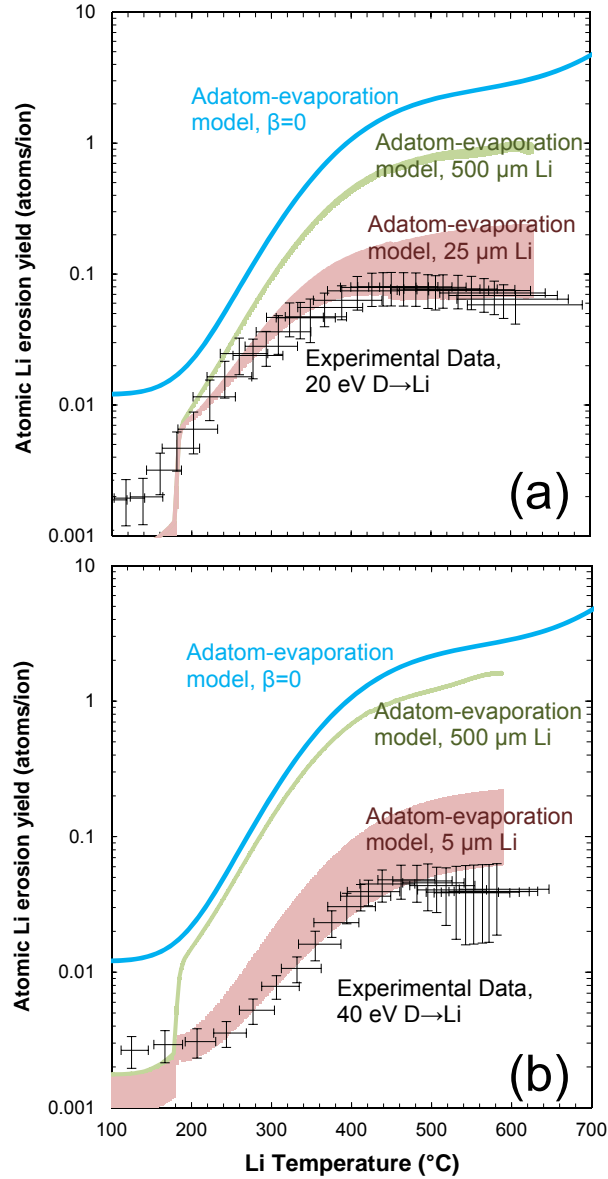 10
Adatom-evaporation
model, β=0
Adatom-evaporation
model, 500 μm Li
1
Adatom-evaporation
model, 25 μm Li
0.1
Experimental Data,
20 eV D→Li
0.01
(a)
0.001
Atomic Li erosion yield (atoms/ion)
10
Adatom-evaporation
model, β=0
Adatom-evaporation
model, 500 μm Li
1
Adatom-evaporation
model, 5 μm Li
0.1
Experimental Data,
40 eV D→Li
0.01
(b)
0.001
Atomic Li erosion yield (atoms/ion)
100 200 300 400 500 600 700
Li Temperature (°C)